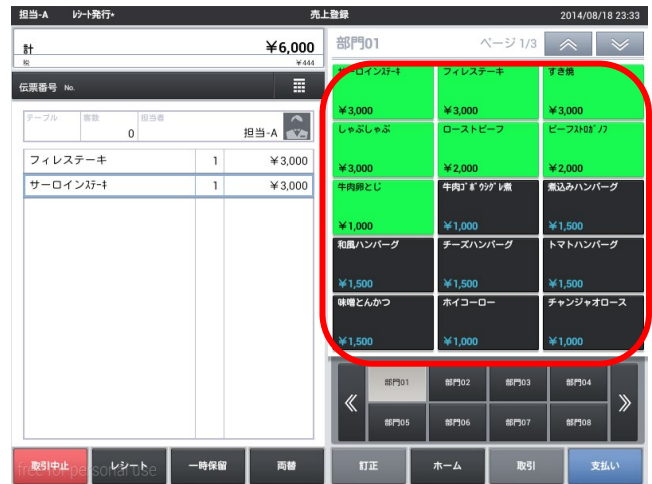 担当-A ﾚｼｰﾄ発行* 売上登録 2014/08/18 23:33
計 ¥6,000
税 ¥444
伝票番号 No.
テーブル 客数 0 担当者 担当-A
フィレステーキ 1 ¥3,000
サーロインｽﾃｰｷ 1 ¥3,000
部門01 ページ 1/3
サーロインｽﾃｰｷ フィレステーキ すき焼
¥3,000 ¥3,000 ¥3,000
しゃぶしゃぶ ローストビーフ ビーフｽﾄﾛｶﾞﾉﾌ
¥3,000 ¥2,000 ¥2,000
牛肉卵とじ 牛肉ｺﾞﾎﾞｳｼｸﾞﾚ煮 煮込みハンバーグ
¥1,000 ¥1,000 ¥1,500
和風ハンバーグ チーズハンバーグ トマトハンバーグ
¥1,500 ¥1,500 ¥1,500
味噌とんかつ ホイコーロー チャンジャオロース
¥1,500 ¥1,000 ¥1,000
部門01 部門02 部門03 部門04
部門05 部門06 部門07 部門08
取引中止 レシート 一時保留 両替 訂正 ホーム 取引 支払い
free for personal use